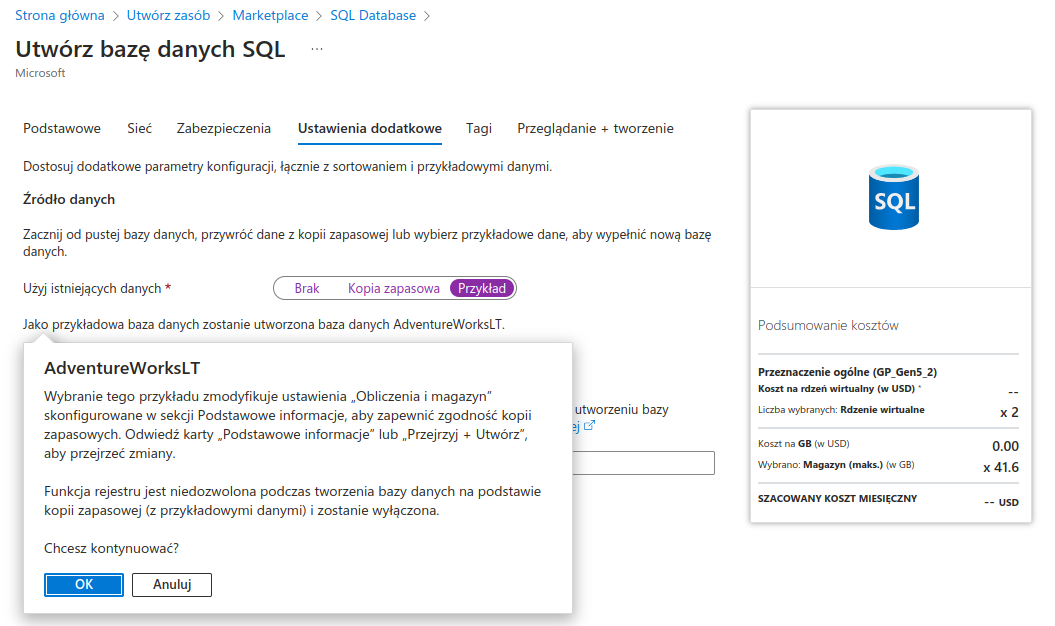 Strona główna > Utwórz zasób > Marketplace > SQL Database >
Utwórz bazę danych SQL ...
Microsoft
Podstawowe Sieć Zabezpieczenia Ustawienia dodatkowe Tagi Przeglądanie + tworzenie
Dostosuj dodatkowe parametry konfiguracji, łącznie z sortowaniem i przykładowymi danymi.
Źródło danych
Zacznij od pustej bazy danych, przywróć dane z kopii zapasowej lub wybierz przykładowe dane, aby wypełnić nową bazę
danych.
Użyj istniejących danych *
Brak Kopia zapasowa Przykład
Jako przykładowa baza danych zostanie utworzona baza danych AdventureWorksLT.
AdventureWorksLT
Wybranie tego przykładu zmodyfikuje ustawienia „Obliczenia i magazyn”
skonfigurowane w sekcji Podstawowe informacje, aby zapewnić zgodność kopii
zapasowych. Odwiedź karty „Podstawowe informacje” lub „Przejrzyj + Utwórz”,
aby przejrzeć zmiany.
Funkcja rejestru jest niedozwolona podczas tworzenia bazy danych na podstawie
kopii zapasowej (z przykładowymi danymi) i zostanie wyłączona.
Chcesz kontynuować?
OK Anuluj
utworzeniu bazy
ej
SQL
Podsumowanie kosztów
Przeznaczenie ogólne (GP_Gen5_2)
Koszt na rdzeń wirtualny (w USD) * --
Liczba wybranych: Rdzenie wirtualne x 2
Koszt na GB (w USD) 0.00
Wybrano: Magazyn (maks.) (w GB) x 41.6
SZACOWANY KOSZT MIESIĘCZNY -- USD